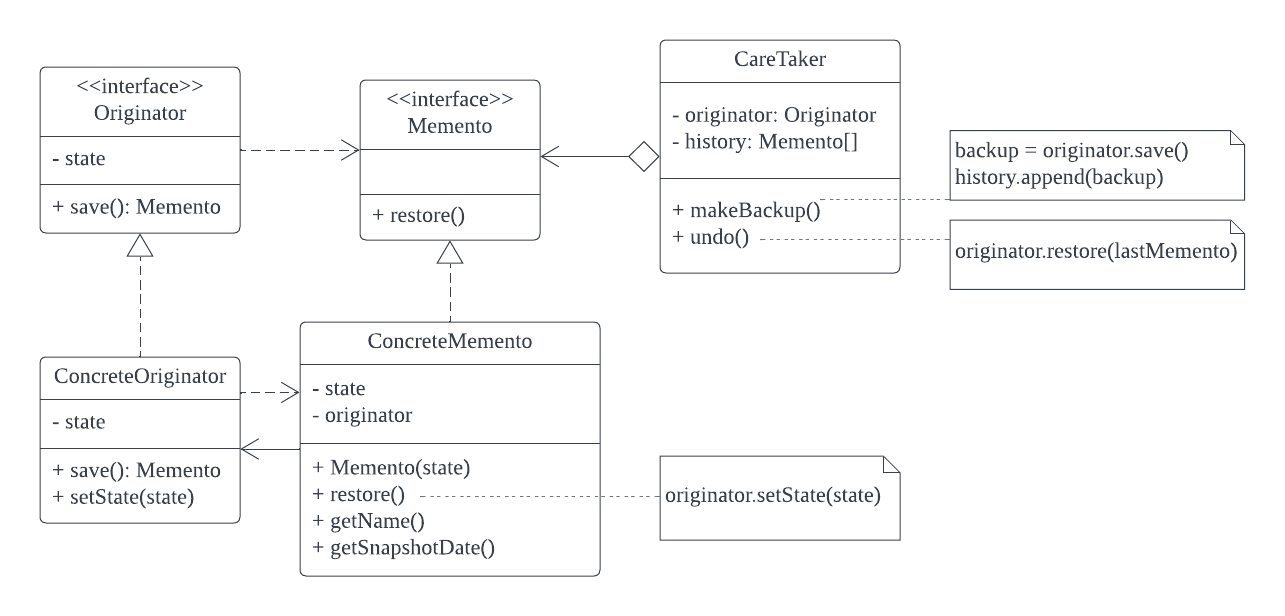 <<interface>>
Originator
- state
+ save(): Memento
<<interface>>
Memento
+ restore()
CareTaker
- originator: Originator
- history: Memento[]
+ makeBackup()
+ undo()
backup = originator.save()
history.append(backup)
originator.restore(lastMemento)
ConcreteOriginator
- state
+ save(): Memento
+ setState(state)
ConcreteMemento
- state
- originator
+ Memento(state)
+ restore()
+ getName()
+ getSnapshotDate()
originator.setState(state)